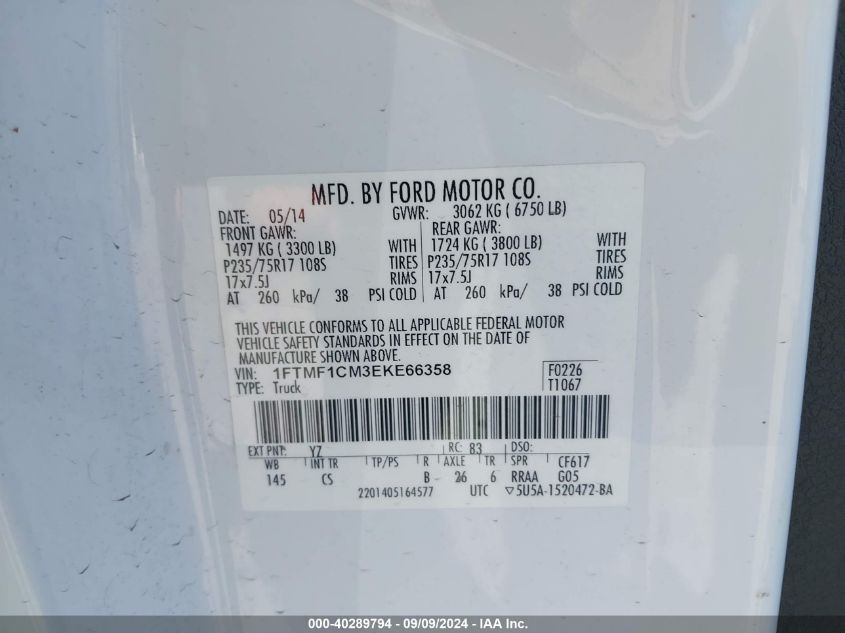 MFD. BY FORD MOTOR CO.
DATE: 05/14 GVWR: 3062 KG ( 6750 LB)
FRONT GAWR: REAR GAWR:
1497 KG ( 3300 LB) WITH 1724 KG ( 3800 LB) WITH
P235/75R17 108S TIRES P235/75R17 108S TIRES
17x7.5J RIMS 17x7.5J RIMS
AT 260 kPa/ 38 PSI COLD AT 260 kPa/ 38 PSI COLD
THIS VEHICLE CONFORMS TO ALL APPLICABLE FEDERAL MOTOR
VEHICLE SAFETY STANDARDS IN EFFECT ON THE DATE OF
MANUFACTURE SHOWN ABOVE.
VIN: 1FTMF1CM3EKE66358 F0226
TYPE: Truck T1067
EXT PNT: YZ RC: 83 DSO:
WB INT TR TP/PS R AXLE TR SPR CF617
145 CS B 26 6 RRAA G05
2201405164577 UTC ▽5U5A-1520472-BA
000-40289794 - 09/09/2024 - IAA Inc.